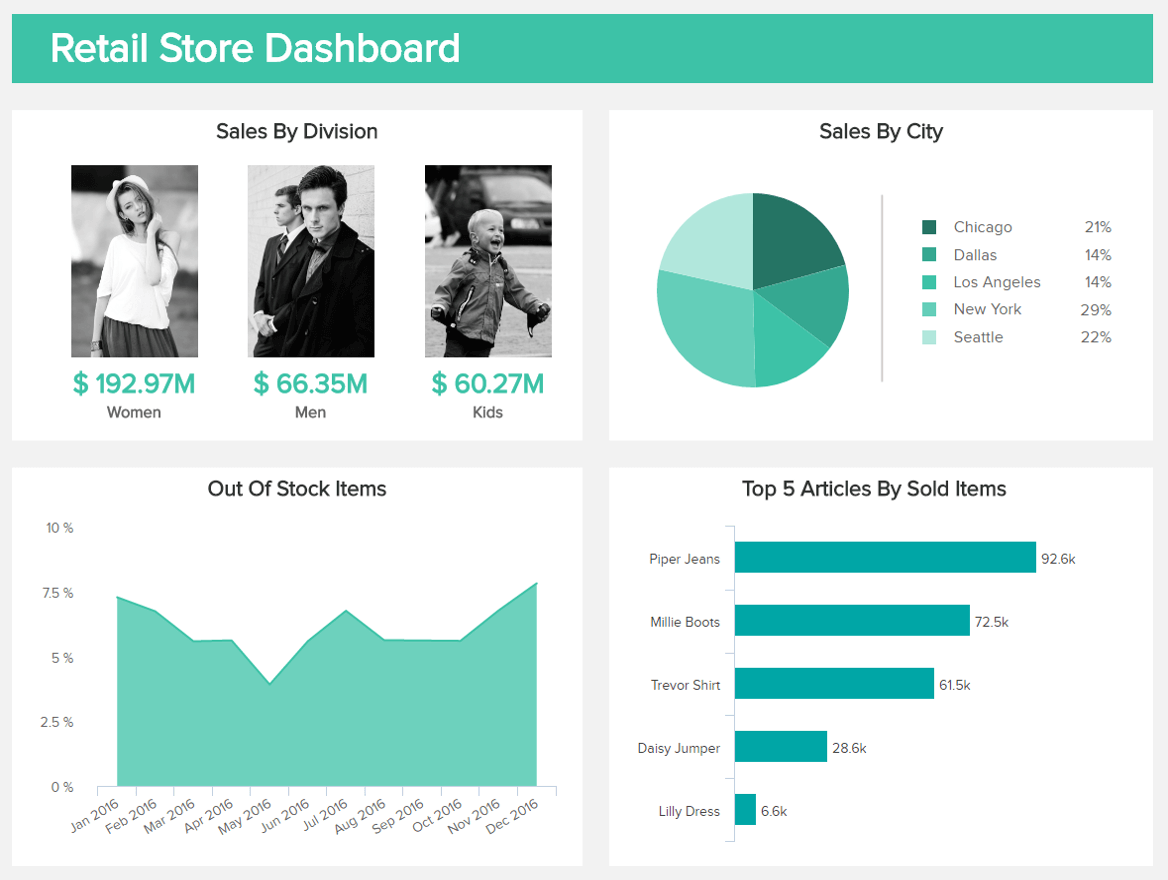 Retail Store Dashboard
Sales By Division
$ 192.97M
Women
$ 66.35M
Men
$ 60.27M
Kids
Sales By City
Chicago 21%
Dallas 14%
Los Angeles 14%
New York 29%
Seattle 22%
Out Of Stock Items
10 %
7.5 %
5 %
2.5 %
0 %
Jan 2016 Feb 2016 Mar 2016 Apr 2016 May 2016 Jun 2016 Jul 2016 Aug 2016 Sep 2016 Oct 2016 Nov 2016 Dec 2016
Top 5 Articles By Sold Items
Piper Jeans 92.6k
Millie Boots 72.5k
Trevor Shirt 61.5k
Daisy Jumper 28.6k
Lilly Dress 6.6k